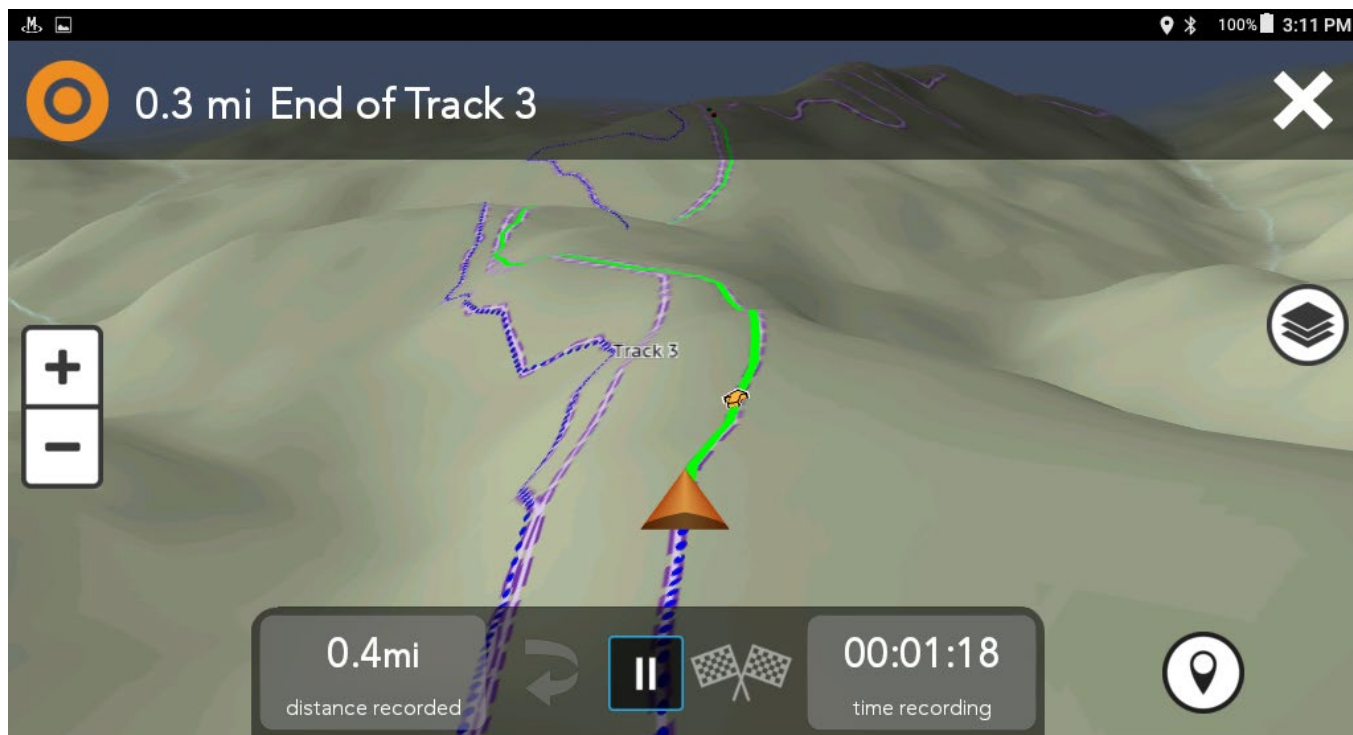 100% 3:11 PM
0.3 mi End of Track 3
Track 3
0.4mi
distance recorded
00:01:18
time recording